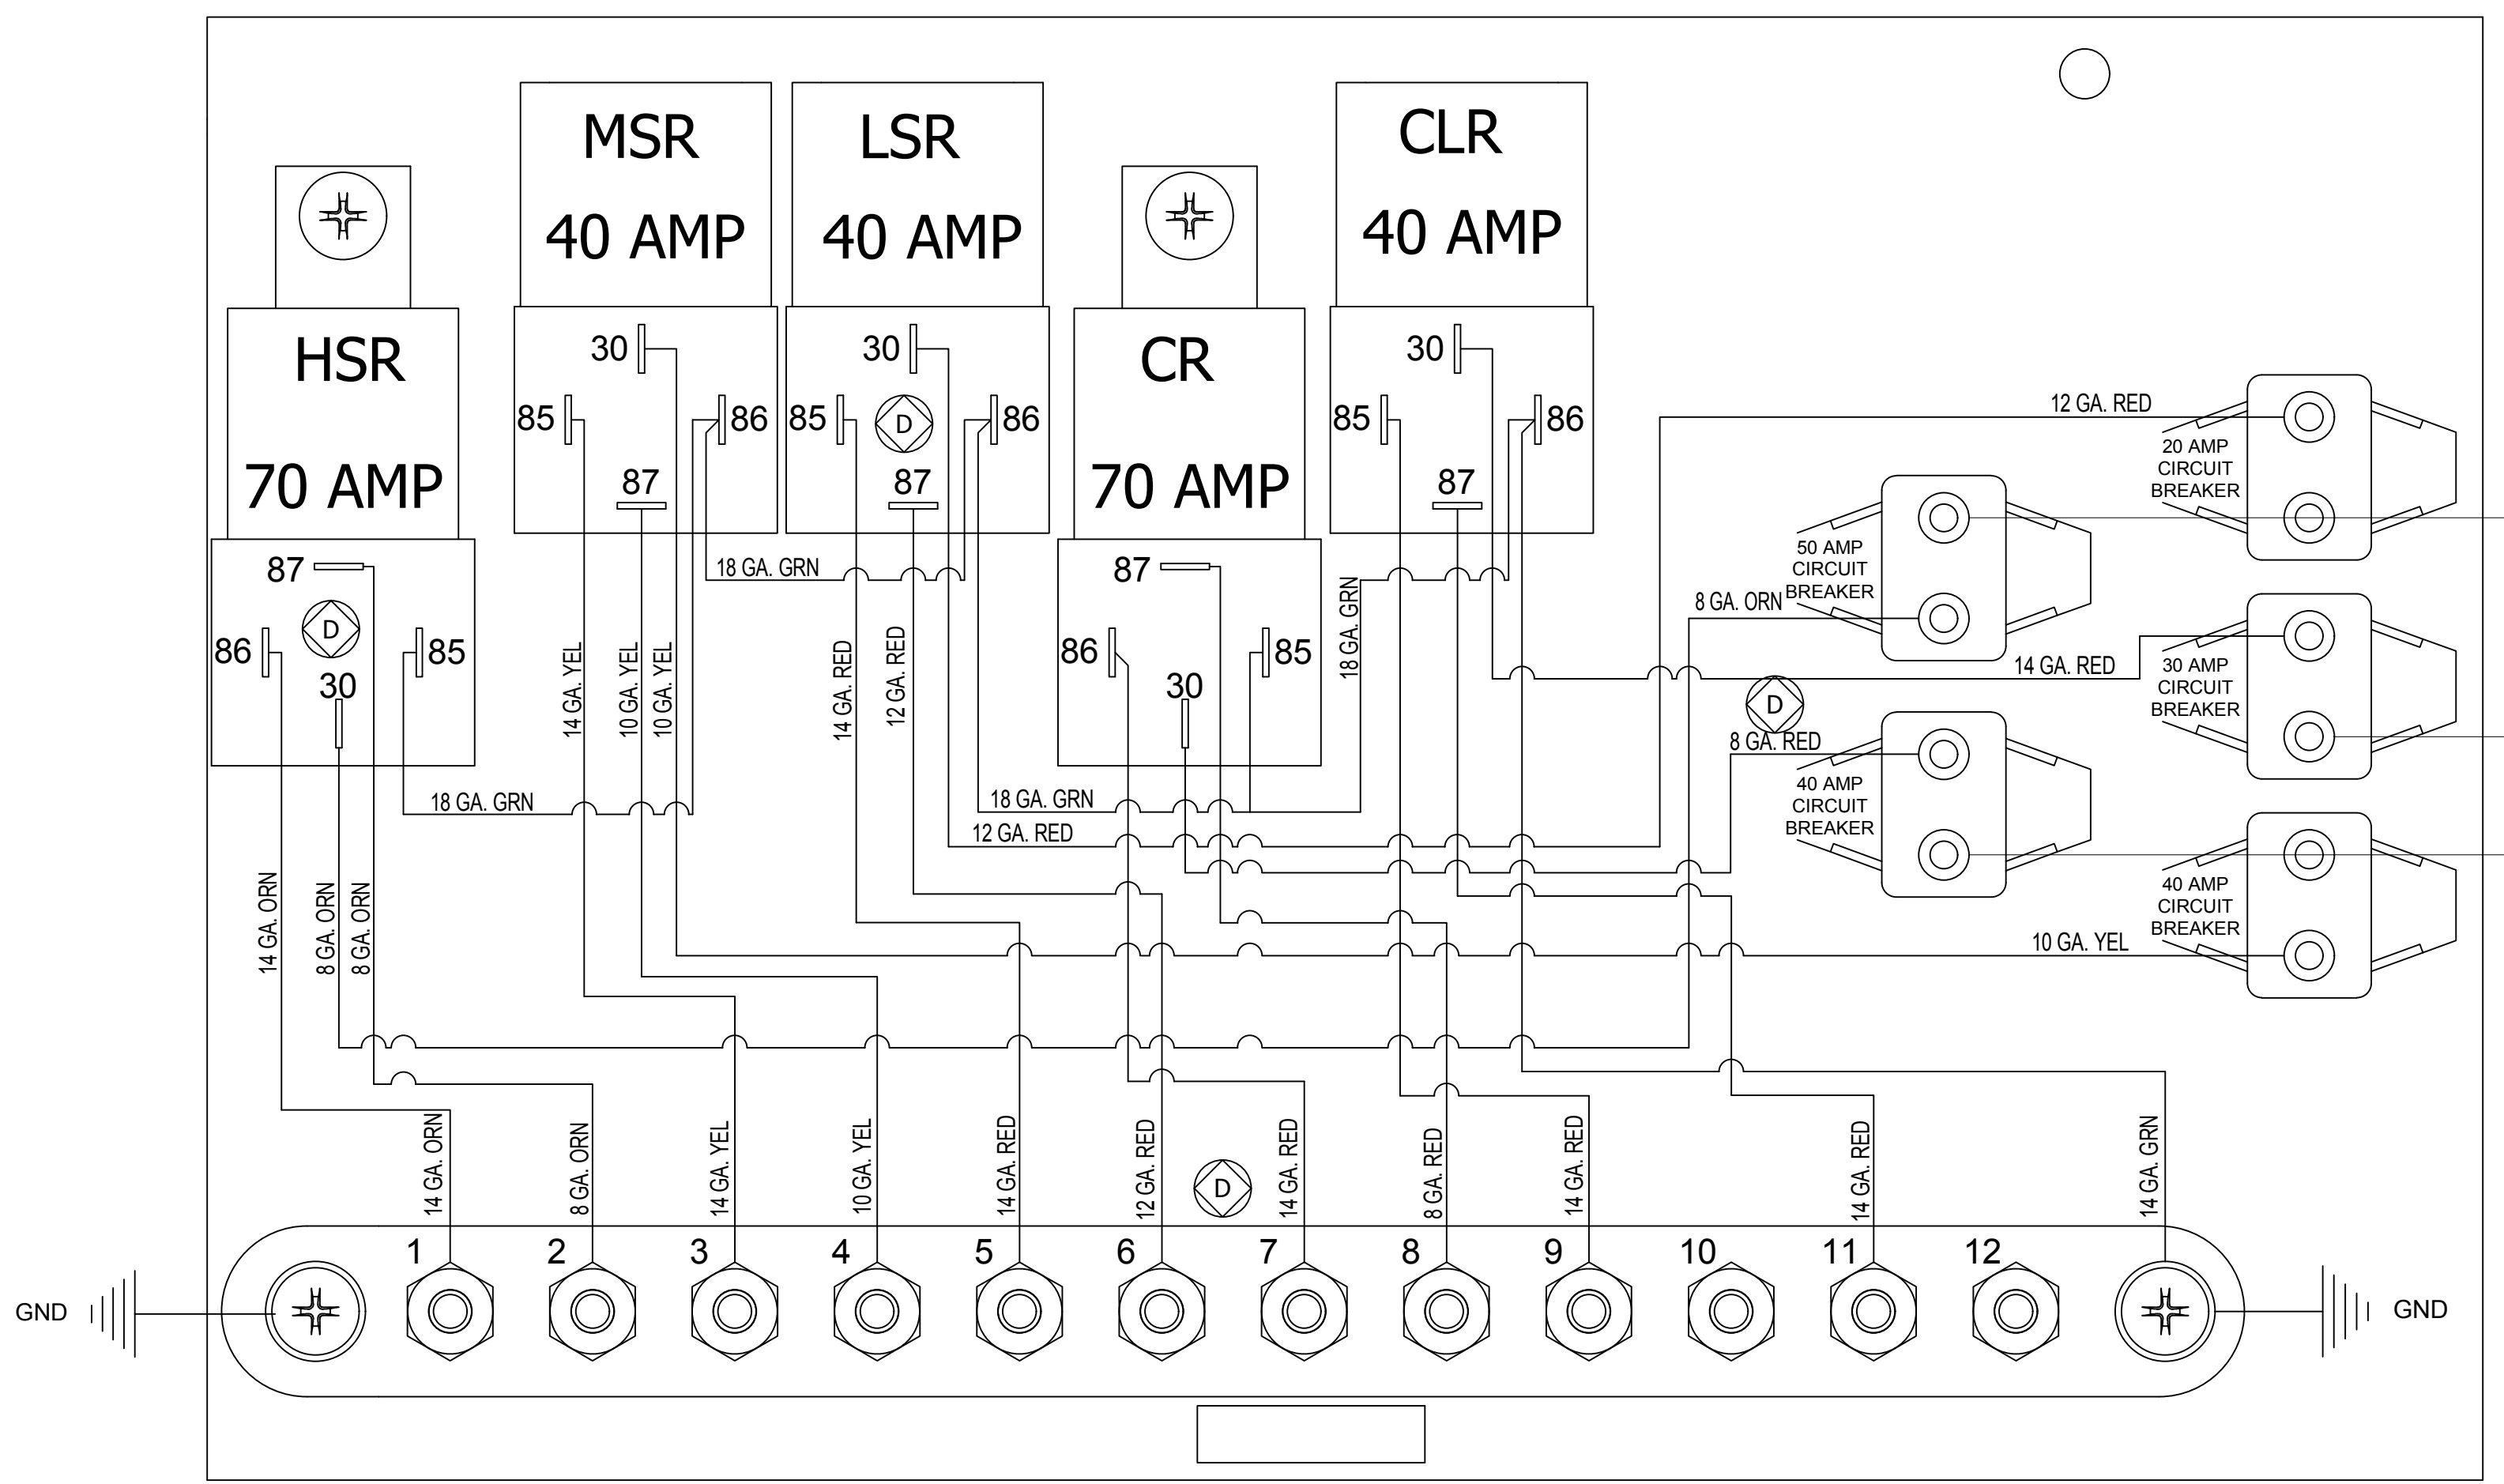 MSR
40 AMP
LSR
40 AMP
CLR
40 AMP
HSR
70 AMP
CR
70 AMP
30
85
86
87
30
85
D
86
87
30
85
86
87
87
86
D
85
30
87
86
85
30
12 GA. RED
20 AMP
CIRCUIT
BREAKER
50 AMP
CIRCUIT
BREAKER
8 GA. ORN
14 GA. RED
30 AMP
CIRCUIT
BREAKER
D
8 GA. RED
40 AMP
CIRCUIT
BREAKER
40 AMP
CIRCUIT
BREAKER
10 GA. YEL
18 GA. GRN
18 GA. GRN
14 GA. YEL
10 GA. YEL
10 GA. YEL
14 GA. RED
12 GA. RED
18 GA. GRN
18 GA. GRN
12 GA. RED
14 GA. ORN
8 GA. ORN
8 GA. ORN
14 GA. ORN
8 GA. ORN
14 GA. YEL
10 GA. YEL
14 GA. RED
12 GA. RED
D
14 GA. RED
8 GA. RED
14 GA. RED
14 GA. RED
14 GA. GRN
1
2
3
4
5
6
7
8
9
10
11
12
GND
GND